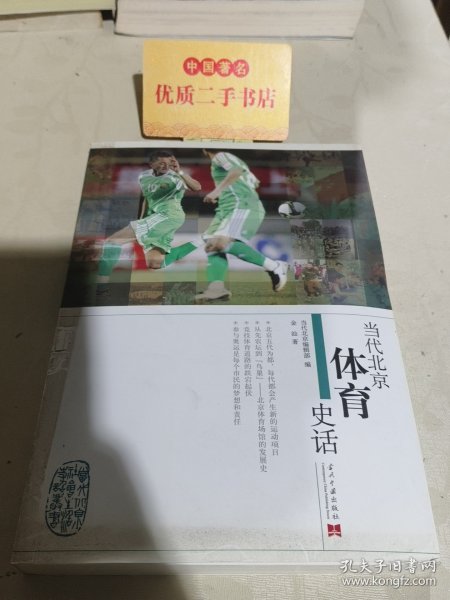 中国著名
优质二手书店
当代北京
体育
史话
当代北京编辑部 编
金汕 著
*北京五代为都，每代都会产生新的运动项目
*从先农坛到“鸟巢”——北京体育场馆的发展史
*竞技体育道路的跌宕起伏
*参与奥运是每个市民的梦想和责任
当代中国出版社
孔夫子旧书网
www.kongfz.com